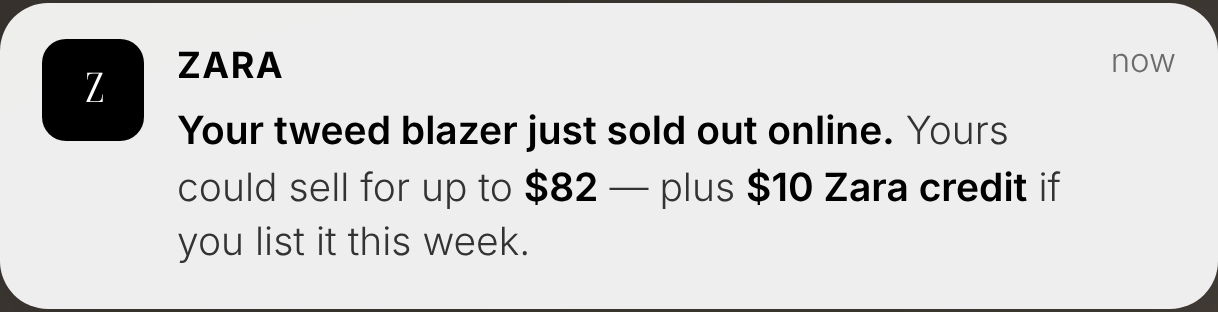 Z
ZARA
now
Your tweed blazer just sold out online. Yours
could sell for up to $82 — plus $10 Zara credit if
you list it this week.